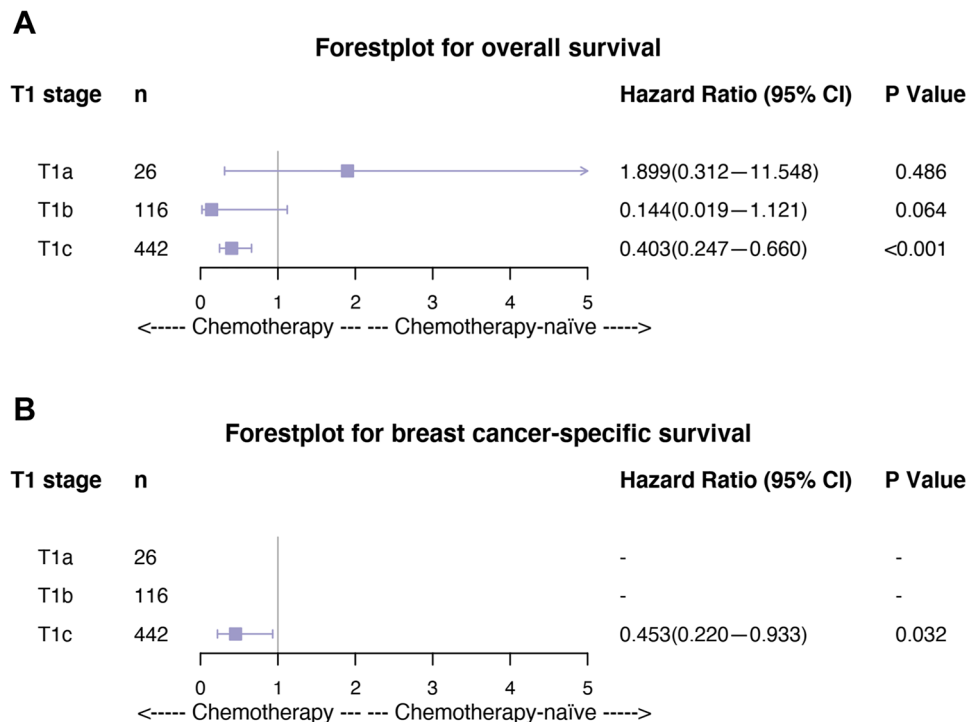 A
Forestplot for overall survival
T1 stage n Hazard Ratio (95% CI) P Value
T1a 26 1.899(0.312—11.548) 0.486
T1b 116 0.144(0.019—1.121) 0.064
T1c 442 0.403(0.247—0.660) <0.001
0 1 2 3 4 5
<----- Chemotherapy --- --- Chemotherapy-naïve ----->
B
Forestplot for breast cancer-specific survival
T1 stage n Hazard Ratio (95% CI) P Value
T1a 26 - -
T1b 116 - -
T1c 442 0.453(0.220—0.933) 0.032
0 1 2 3 4 5
<----- Chemotherapy --- --- Chemotherapy-naïve ----->